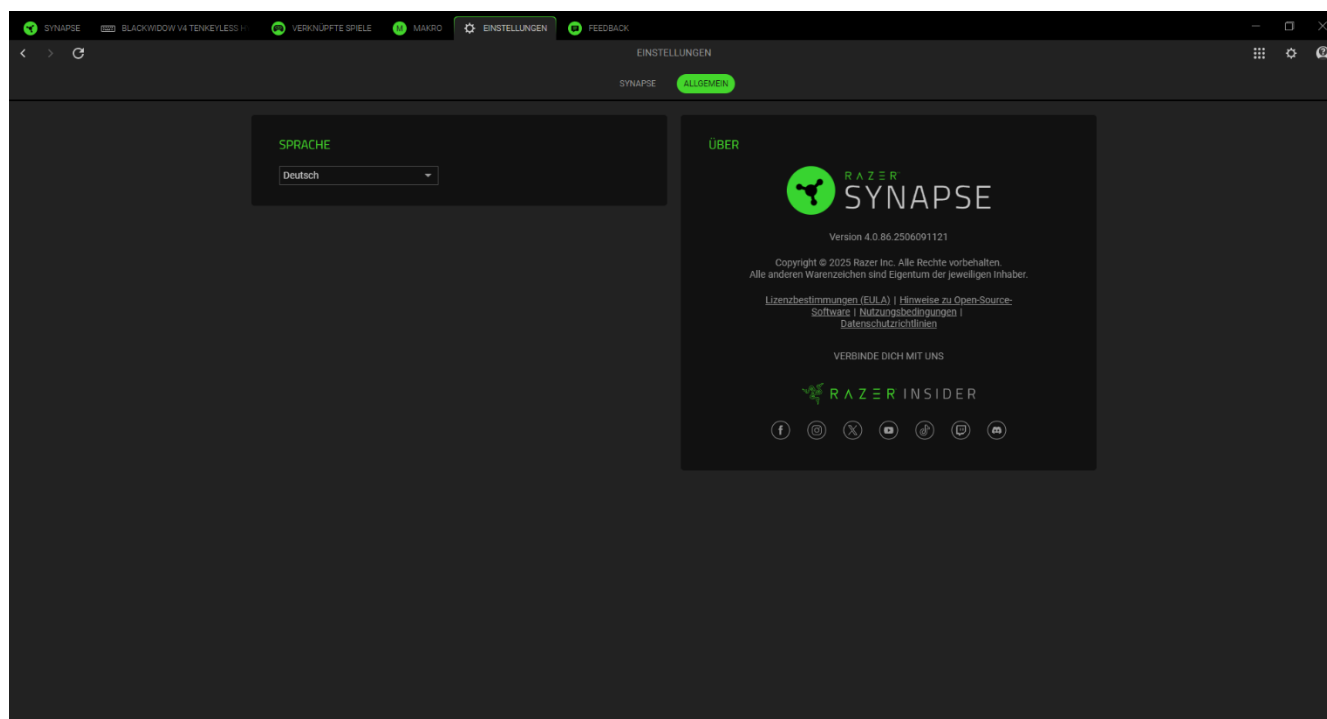 SYNAPSE BLACKWIDOW V4 TENKEYLESS H VERKNÜPFTE SPIELE M MAKRO EINSTELLUNGEN FEEDBACK
EINSTELLUNGEN
SYNAPSE ALLGEMEIN
SPRACHE
Deutsch
ÜBER
RAZER
SYNAPSE
Version 4.0.86.2506091121
Copyright © 2025 Razer Inc. Alle Rechte vorbehalten.
Alle anderen Warenzeichen sind Eigentum der jeweiligen Inhaber.
Lizenzbestimmungen (EULA) | Hinweise zu Open-Source-
Software | Nutzungsbedingungen |
Datenschutzrichtlinien
VERBINDE DICH MIT UNS
RAZER INSIDER